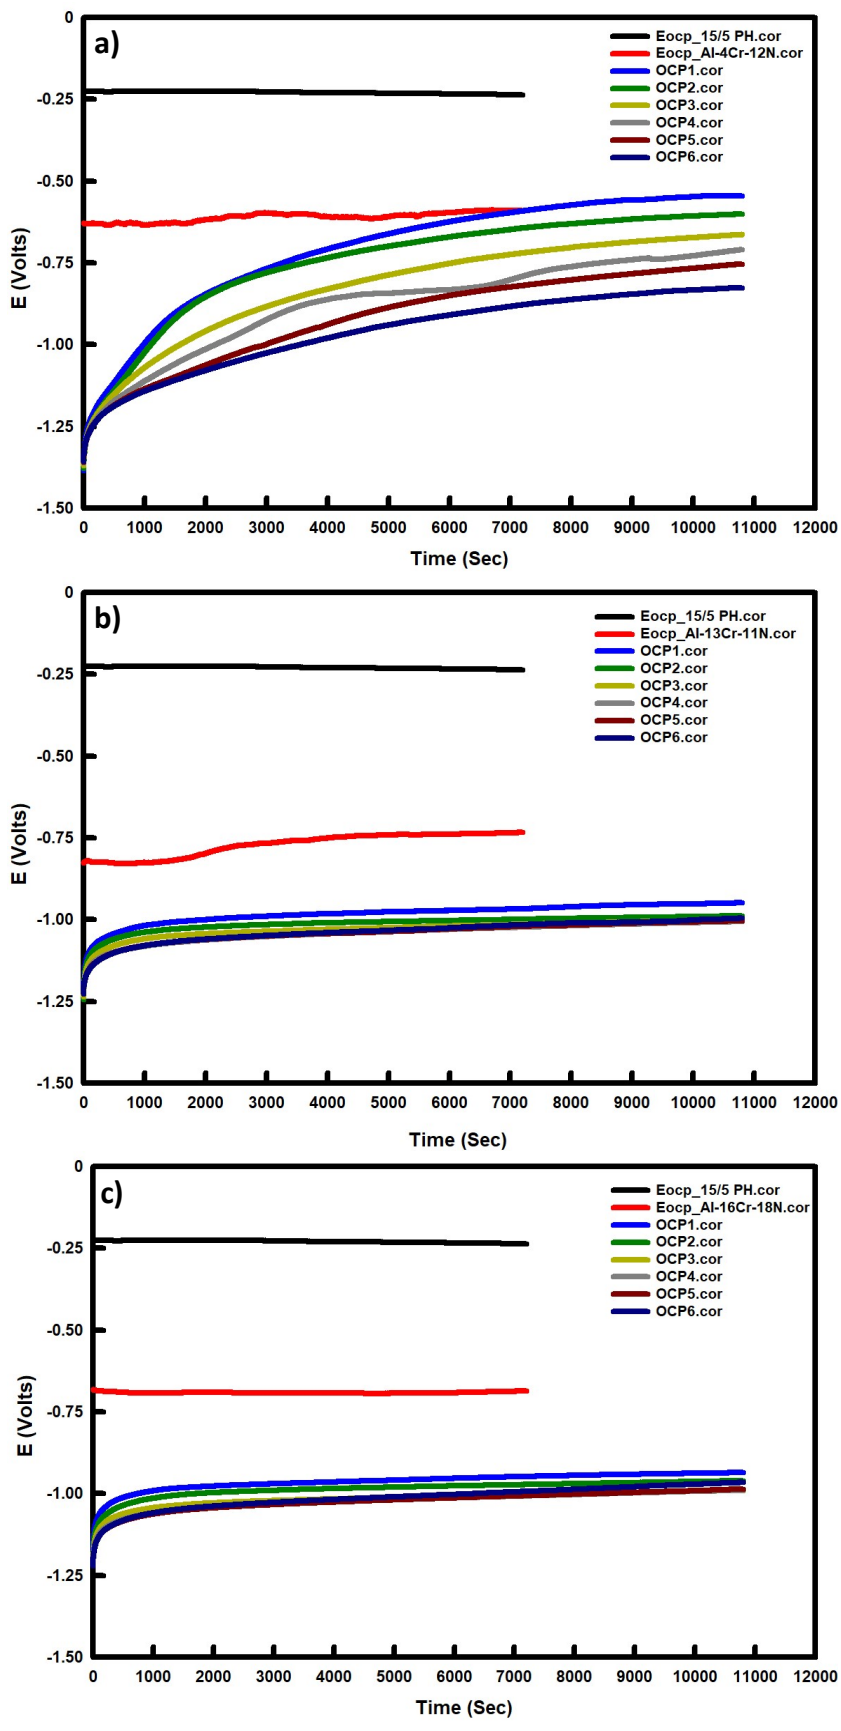 a)
Eocp_15/5 PH.cor
Eocp_Al-4Cr-12N.cor
OCP1.cor
OCP2.cor
OCP3.cor
OCP4.cor
OCP5.cor
OCP6.cor
0
-0.25
-0.50
-0.75
-1.00
-1.25
-1.50
E (Volts)
0 1000 2000 3000 4000 5000 6000 7000 8000 9000 10000 11000 12000
Time (Sec)
b)
Eocp_15/5 PH.cor
Eocp_Al-13Cr-11N.cor
OCP1.cor
OCP2.cor
OCP3.cor
OCP4.cor
OCP5.cor
OCP6.cor
0
-0.25
-0.50
-0.75
-1.00
-1.25
-1.50
E (Volts)
0 1000 2000 3000 4000 5000 6000 7000 8000 9000 10000 11000 12000
Time (Sec)
c)
Eocp_15/5 PH.cor
Eocp_Al-16Cr-18N.cor
OCP1.cor
OCP2.cor
OCP3.cor
OCP4.cor
OCP5.cor
OCP6.cor
0
-0.25
-0.50
-0.75
-1.00
-1.25
-1.50
E (Volts)
0 1000 2000 3000 4000 5000 6000 7000 8000 9000 10000 11000 12000
Time (Sec)